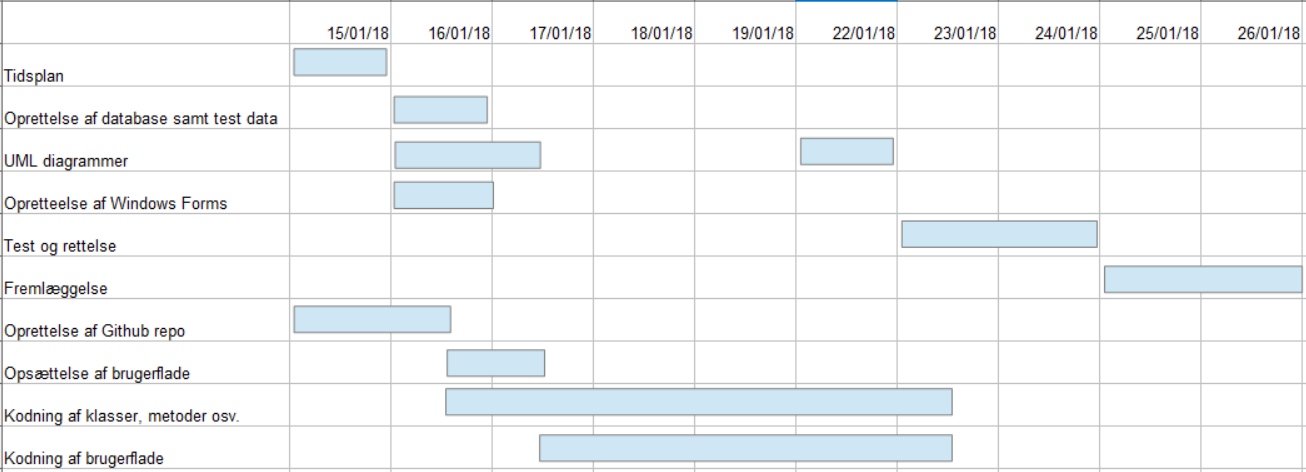 15/01/18 16/01/18 17/01/18 18/01/18 19/01/18 22/01/18 23/01/18 24/01/18 25/01/18 26/01/18
Tidsplan
Oprettelse af database samt test data
UML diagrammer
Opretteelse af Windows Forms
Test og rettelse
Fremlæggelse
Oprettelse af Github repo
Opsættelse af brugerflade
Kodning af klasser, metoder osv.
Kodning af brugerflade